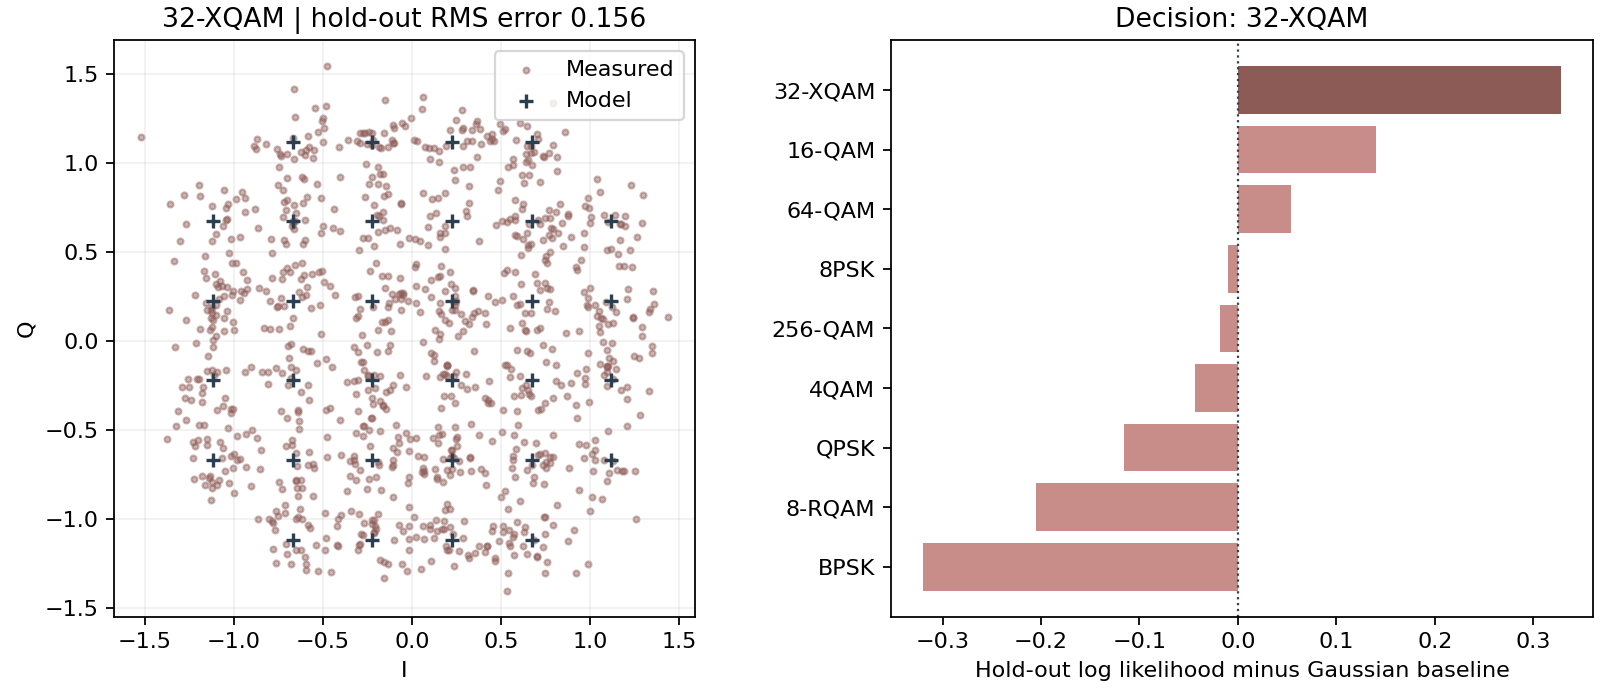 32-XQAM | hold-out RMS error 0.156
Measured
Model
1.5
1.0
0.5
0.0
−0.5
−1.0
−1.5
Q
−1.5
−1.0
−0.5
0.0
0.5
1.0
1.5
I
Decision: 32-XQAM
32-XQAM
16-QAM
64-QAM
8PSK
256-QAM
4QAM
QPSK
8-RQAM
BPSK
−0.3
−0.2
−0.1
0.0
0.1
0.2
0.3
Hold-out log likelihood minus Gaussian baseline